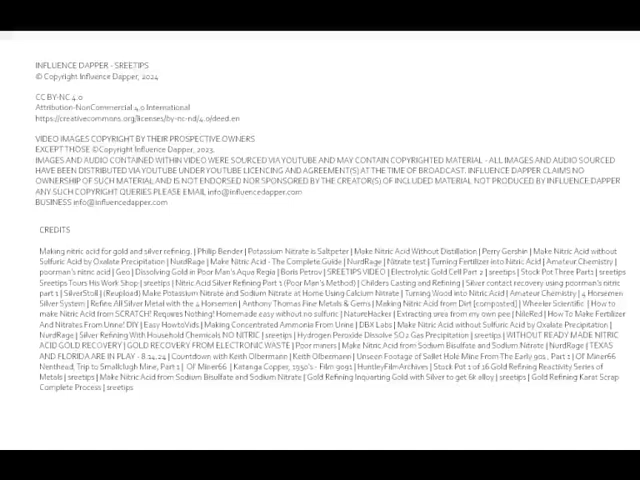 INFLUENCE DAPPER - SREETIPS
© Copyright Influence Dapper, 2024
CC BY-NC 4.0
Attribution-NonCommercial 4.0 International
https://creativecommons.org/licenses/by-nc-nd/4.0/deed.en
VIDEO IMAGES COPYRIGHT BY THEIR PROSPECTIVE OWNERS
EXCEPT THOSE ©Copyright Influence Dapper, 2023.
IMAGES AND AUDIO CONTAINED WITHIN VIDEO WERE SOURCED VIA YOUTUBE AND MAY CONTAIN COPYRIGHTED MATERIAL - ALL IMAGES AND AUDIO SOURCED
HAVE BEEN DISTRIBUTED VIA YOUTUBE UNDER YOUTUBE LICENCING AND AGREEMENT(S) AT THE TIME OF BROADCAST. INFLUENCE DAPPER CLAIMS NO
OWNERSHIP OF SUCH MATERIAL AND IS NOT ENDORSED NOR SPONSORED BY THE CREATOR(S) OF INCLUDED MATERIAL NOT PRODUCED BY INFLUENCE DAPPER
ANY SUCH COPYRIGHT QUERIES PLEASE EMAIL info@influencedapper.com
BUSINESS info@influencedapper.com
CREDITS
Making nitric acid for gold and silver refining. | Philip Bender | Potassium Nitrate is Saltpeter | Make Nitric Acid Without Distillation | Perry Gershin | Make Nitric Acid without
Sulfuric Acid by Oxalate Precipitation | NurdRage | Make Nitric Acid - The Complete Guide | NurdRage | Nitrate test | Turning Fertilizer into Nitric Acid | Amateur Chemistry |
poorman's nitric acid | Geo | Dissolving Gold in Poor Man's Aqua Regia | Boris Petrov | SREETIPS VIDEO | Electrolytic Gold Cell Part 2 | sreetips | Stock Pot Three Parts | sreetips
Sreetips Tours His Work Shop | sreetips | Nitric Acid Silver Refining Part 1 (Poor Man's Method) | Childers Casting and Refining | Silver contact recovery using poorman's nitric
part 1 | SilverStoll | (Reupload) Make Potassium Nitrate and Sodium Nitrate at Home Using Calcium Nitrate | Turning Wood into Nitric Acid | Amateur Chemistry | 4 Horsemen
Silver System | Refine All Silver Metal with the 4 Horsemen | Anthony Thomas Fine Metals & Gems | Making Nitric Acid from Dirt [composted] | Wheeler Scientific | How to
make Nitric Acid from SCRATCH! Requires Nothing! Homemade easy without no sulfuric | NatureHacker | Extracting urea from my own pee | NileRed | How To Make Fertilizer
And Nitrates From Urine! DIY | Easy HowtoVids | Making Concentrated Ammonia From Urine | DBX Labs | Make Nitric Acid without Sulfuric Acid by Oxalate Precipitation |
NurdRage | Silver Refining With Household Chemicals NO NITRIC | sreetips | Hydrogen Peroxide Dissolve SO2 Gas Precipitation | sreetips | WITHOUT READY MADE NITRIC
ACID GOLD RECOVERY | GOLD RECOVERY FROM ELECTRONIC WASTE | Poor miners | Make Nitric Acid from Sodium Bisulfate and Sodium Nitrate | NurdRage | TEXAS
AND FLORIDA ARE IN PLAY - 8.14.24 | Countdown with Keith Olbermann | Keith Olbermann | Unseen Footage of Sallet Hole Mine From The Early 90s , Part 1 | Ol' Miner66
Nenthead, Trip to Smallclugh Mine, Part 1 | Ol' Miner66 | Katanga Copper, 1950's - Film 9091 | HuntleyFilmArchives | Stuck Pot 1 of 16 Gold Refining Reactivity Series of
Metals | sreetips | Make Nitric Acid from Sodium Bisulfate and Sodium Nitrate | Gold Refining Inquarting Gold with Silver to get 6k alloy | sreetips | Gold Refining Karat Scrap
Complete Process | sreetips